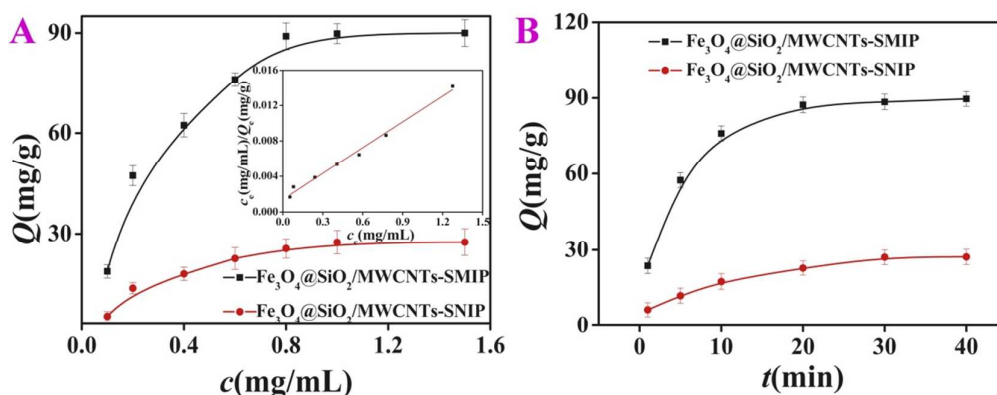 A
90
60
30
Q(mg/g)
0.0
0.4
0.8
1.2
1.6
c(mg/mL)
Fe₃O₄@SiO₂/MWCNTs-SMIP
Fe₃O₄@SiO₂/MWCNTs-SNIP
0.016
0.012
0.008
0.004
0.000
cₑ(mg/mL)/Qₑ(mg/g)
0.0
0.3
0.6
0.9
1.2
1.5
cₑ(mg/mL)
B
120
90
60
30
0
Q(mg/g)
0
10
20
30
40
t(min)
Fe₃O₄@SiO₂/MWCNTs-SMIP
Fe₃O₄@SiO₂/MWCNTs-SNIP